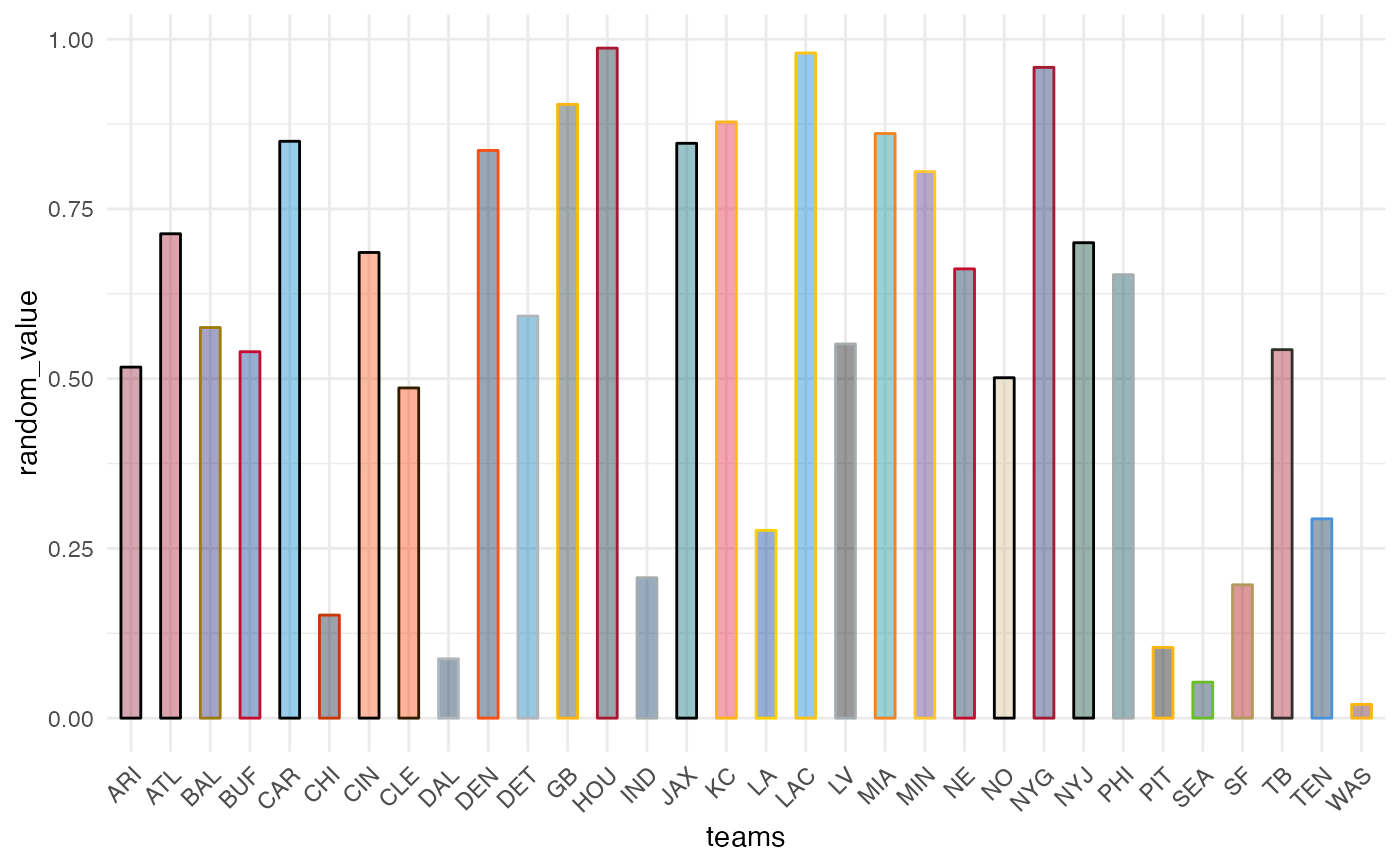 1.00
0.75
0.50
0.25
0.00
random_value
ARI ATL BAL BUF CAR CHI CIN CLE DAL DEN DET GB HOU IND JAX KC LA LAC LV MIA MIN NE NO NYG NYJ PHI PIT SEA SF TB TEN WAS
teams